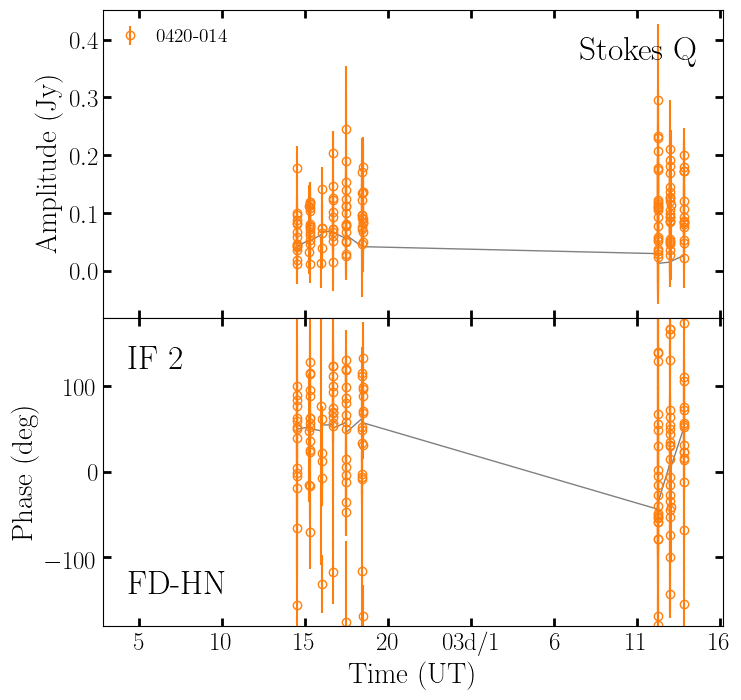 0420-014
Stokes Q
Amplitude (Jy)
0.4
0.3
0.2
0.1
0.0
IF 2
FD-HN
Phase (deg)
100
0
−100
5 10 15 20 03d/1 6 11 16
Time (UT)